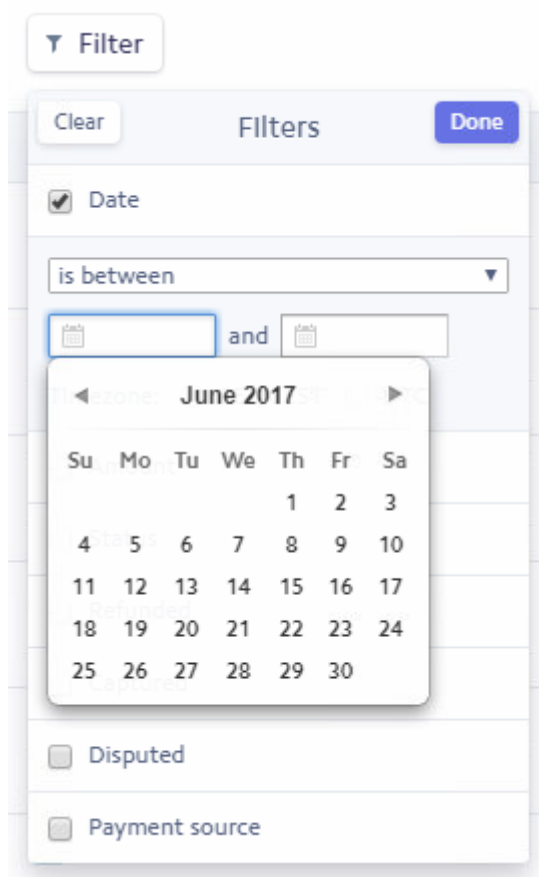 Filter
Clear FIlters Done
Date
is between
and
June 2017
Su Mo Tu We Th Fr Sa
1 2 3
4 5 6 7 8 9 10
11 12 13 14 15 16 17
18 19 20 21 22 23 24
25 26 27 28 29 30
Disputed
Payment source